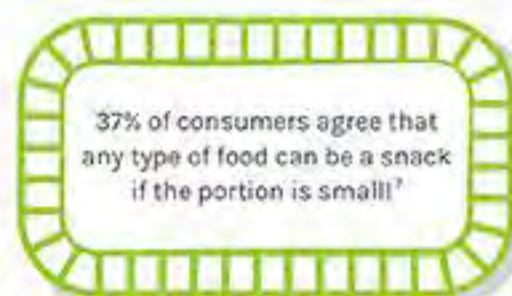 37% of consumers agree that
any type of food can be a snack
if the portion is small!⁷